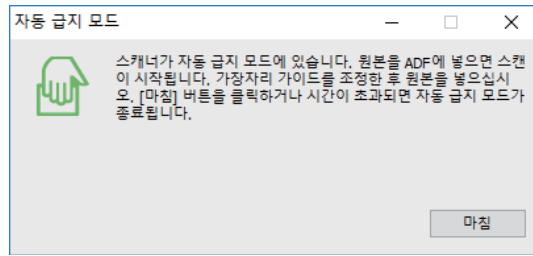 자동 급지 모드
스캐너가 자동 급지 모드에 있습니다. 원본을 ADF에 넣으면 스캔
이 시작됩니다. 가장자리 가이드를 조정한 후 원본을 넣으십시
오. [마침] 버튼을 클릭하거나 시간이 초과되면 자동 급지 모드가
종료됩니다.
마침